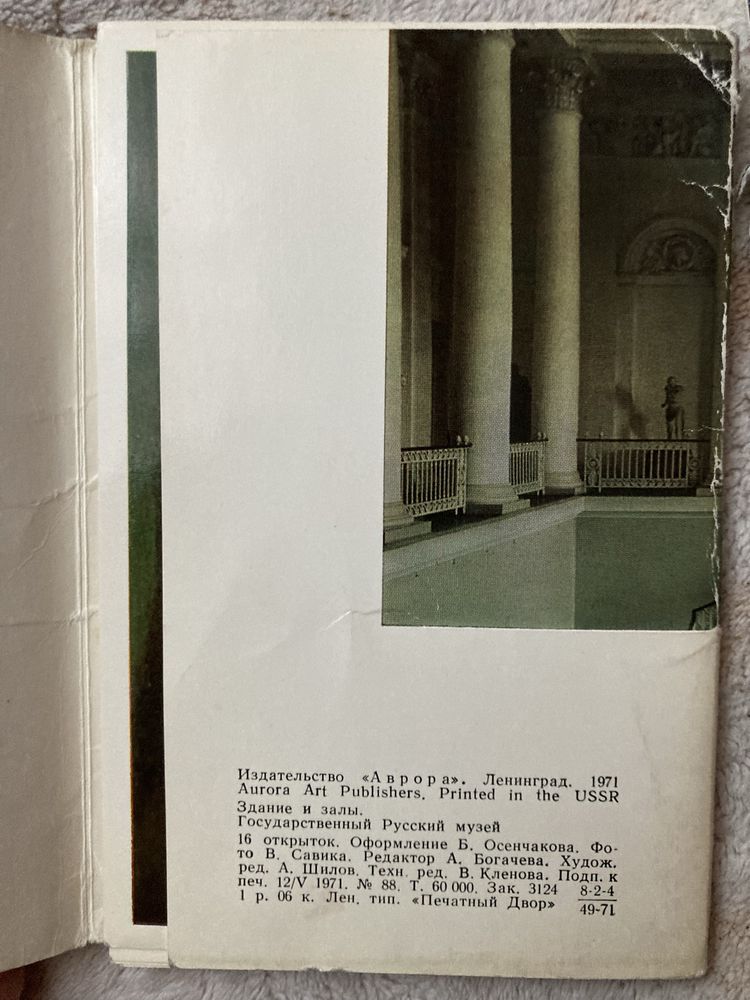 Издательство «Аврора». Ленинград. 1971
Aurora Art Publishers. Printed in the USSR
Здание и залы.
Государственный Русский музей
16 открыток. Оформление Б. Осенчакова. Фо-
то В. Савика. Редактор А. Богачева. Худож.
ред. А. Шилов. Техн. ред. В. Кленова. Подп. к
печ. 12/V 1971. № 88. Т. 60 000. Зак. 3124 8-2-4
1 р. 06 к. Лен. тип. «Печатный Двор» 49-71